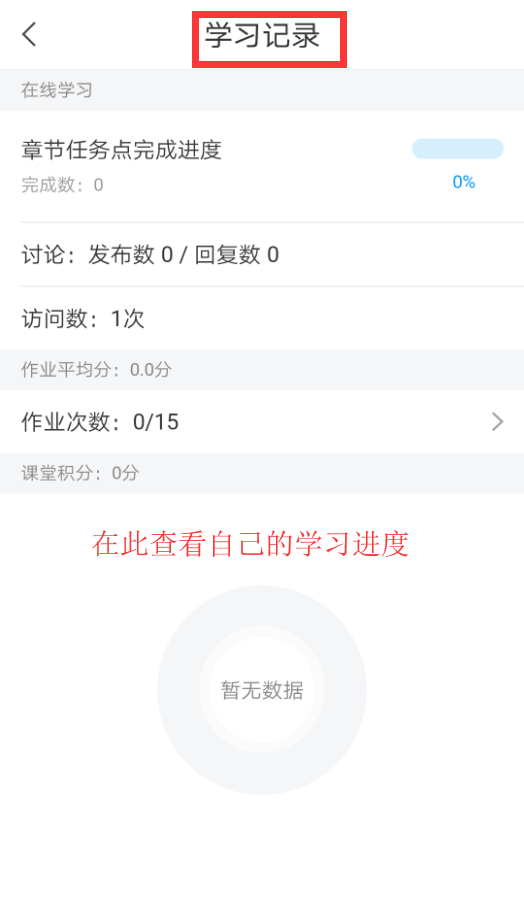 学习记录
在线学习
章节任务点完成进度
完成数：0
0%
讨论：发布数 0 / 回复数 0
访问数：1次
作业平均分：0.0分
作业次数：0/15
课堂积分：0分
在此查看自己的学习进度
暂无数据